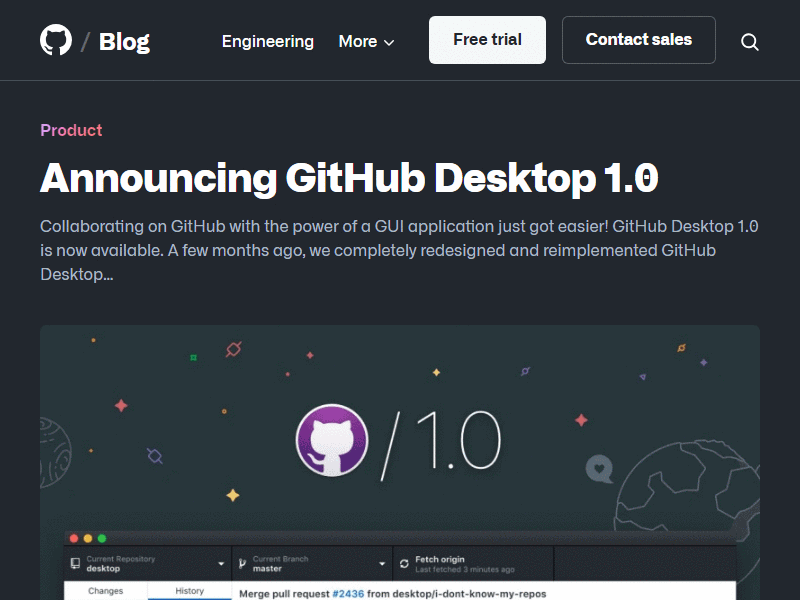 / Blog
Engineering
More
Free trial
Contact sales
Product
Announcing GitHub Desktop 1.0
Collaborating on GitHub with the power of a GUI application just got easier! GitHub Desktop 1.0
is now available. A few months ago, we completely redesigned and reimplemented GitHub
Desktop...
/ 1.0
Current Repository
desktop
Current Branch
master
Fetch origin
Last fetched 3 minutes ago
Changes
History
Merge pull request #2436 from desktop/i-dont-know-my-repos